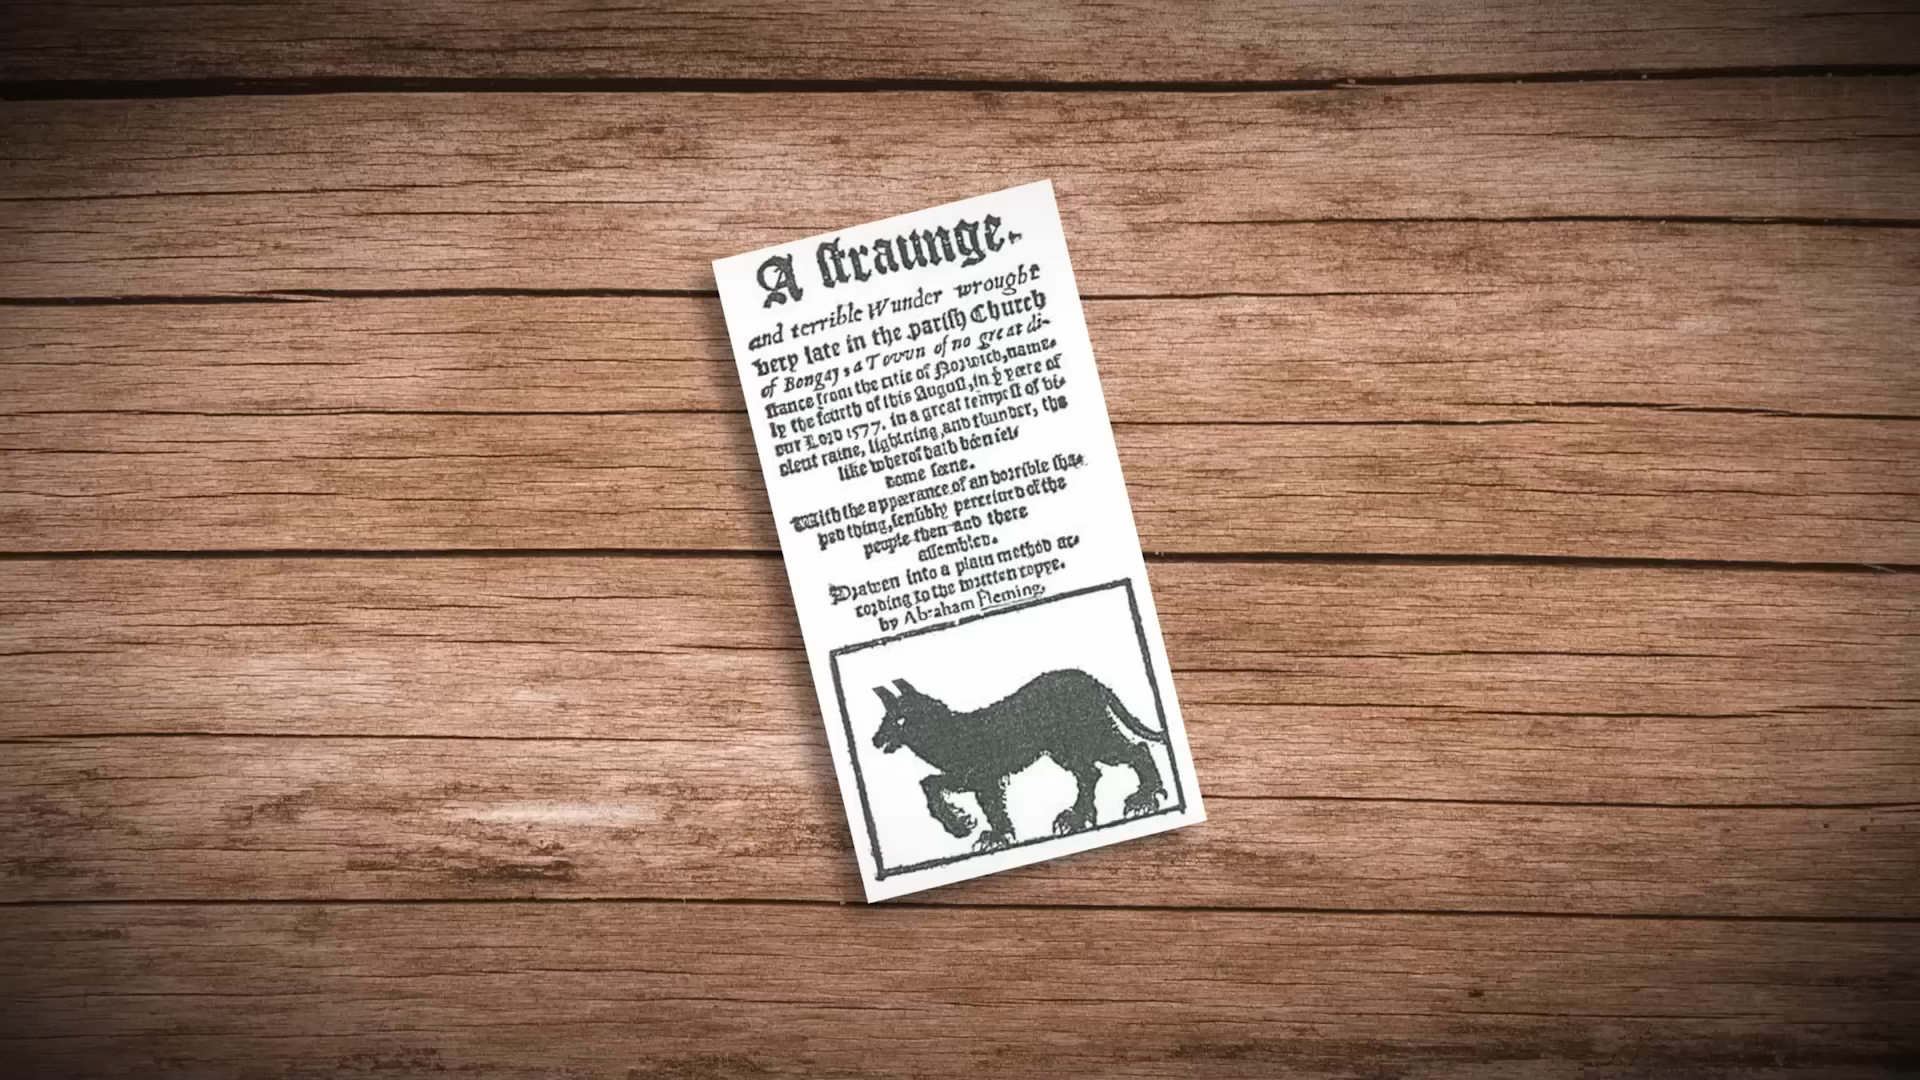 A ſtraunge.
and terrible Wunder wrought
very late in the pariſh Church
of Bongay, a Tovvn of no great di-
ſtance from the citie of Norwich, name-
ly the fourth of this Auguſt, in ẏ yeere of
our Lord 1577. in a great tempeſt of vi-
olent raine, lightning, and thunder, the
like wherof hath béen ſel-
dome ſeene.
With the appéerance of an horrible ſha-
ped thing, ſenſibly perceiued of the
people then and there
aſſembled.
Drawen into a plain method ac-
cording to the written copye.
by Abraham Fleming.